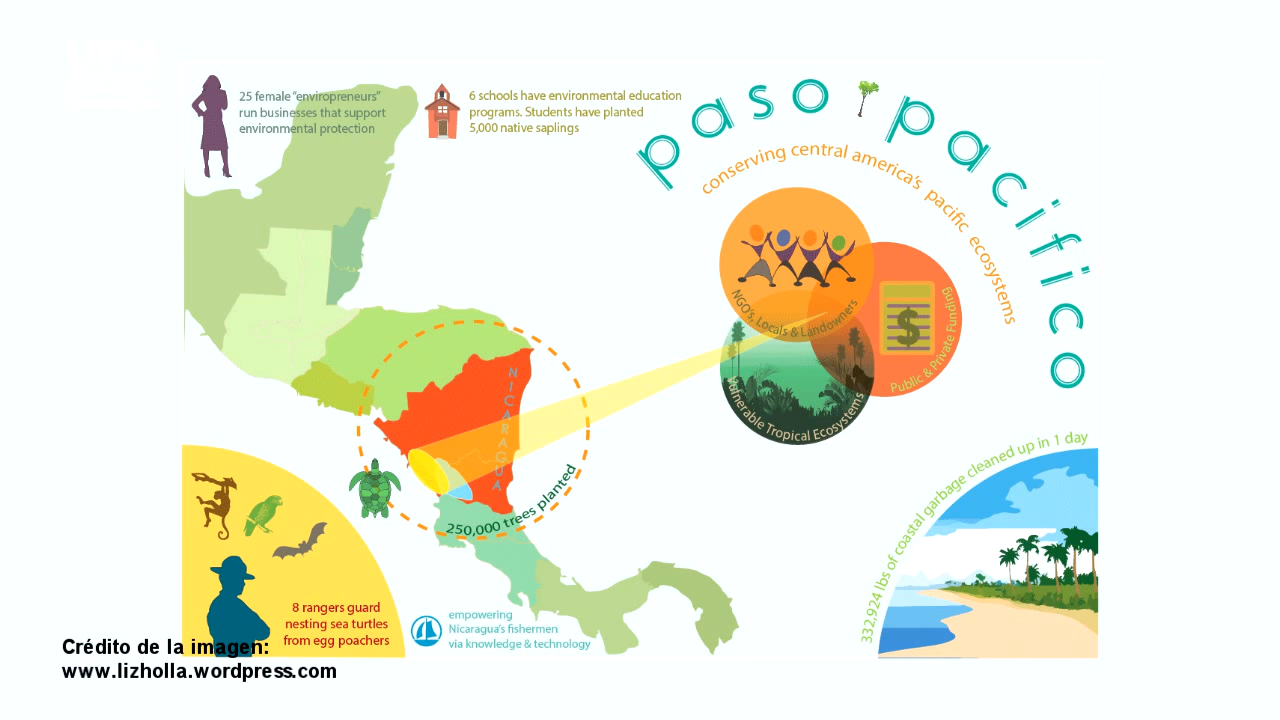 25 female "enviropreneurs"
run businesses that support
environmental protection
6 schools have environmental education
programs. Students have planted
5,000 native saplings
paso pacifico
conserving central america's pacific ecosystems
NGO's, Locals & Landowners
Public & Private Funding
Vulnerable Tropical Ecosystems
NICARAGUA
250,000 trees planted
332,924 lbs of coastal garbage cleaned up in 1 day
8 rangers guard
nesting sea turtles
from egg poachers
empowering
Nicaragua's fishermen
via knowledge & technology
Crédito de la imagen:
www.lizholla.wordpress.com